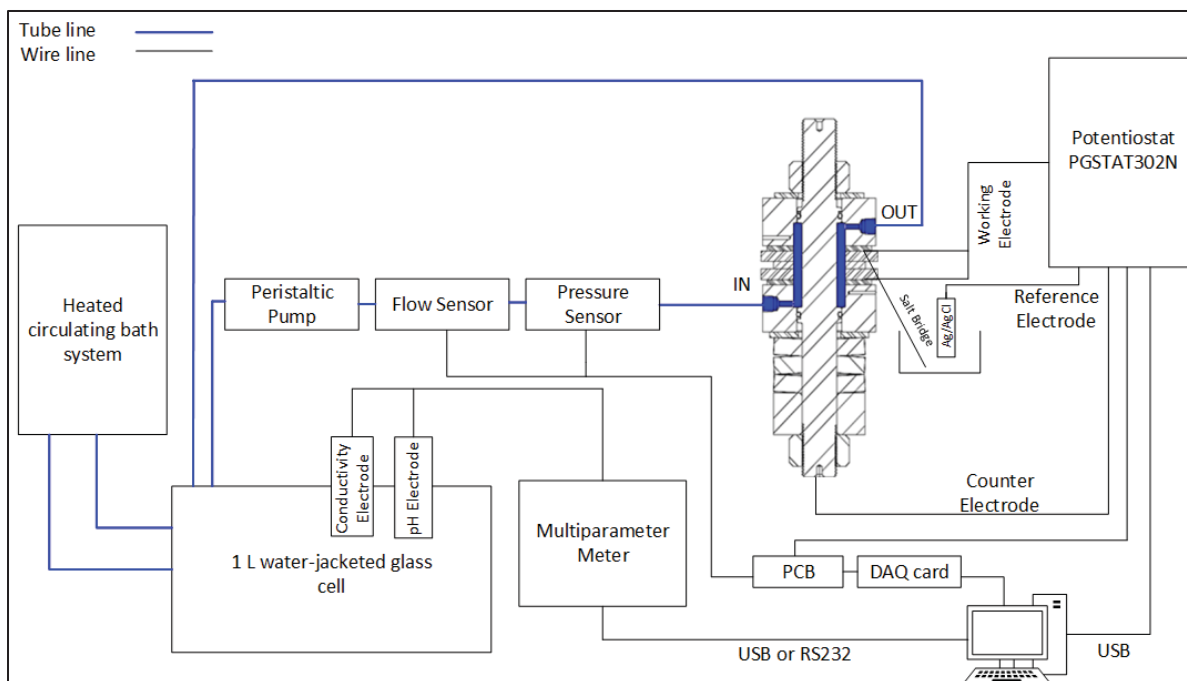 Tube line
Wire line
Potentiostat
PGSTAT302N
OUT
Working
Electrode
IN
Peristaltic
Pump
Flow Sensor
Pressure
Sensor
Heated
circulating bath
system
Salt Bridge
Ag/AgCl
Reference
Electrode
Conductivity
Electrode
pH Electrode
Counter
Electrode
Multiparameter
Meter
1 L water-jacketed glass
cell
PCB
DAQ card
USB or RS232
USB